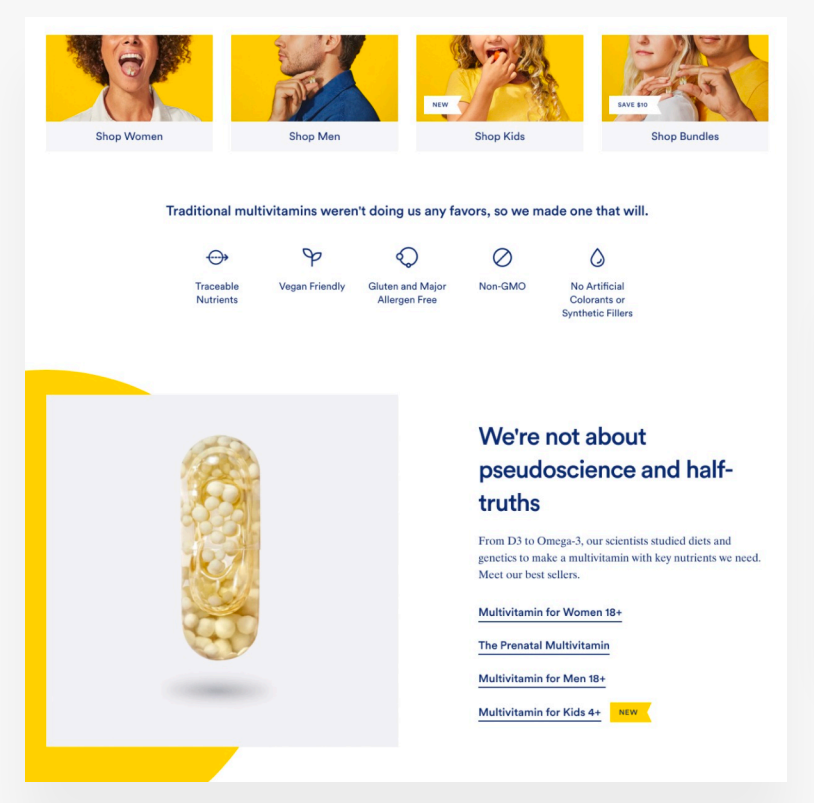 NEW
SAVE $10
Shop Women
Shop Men
Shop Kids
Shop Bundles
Traditional multivitamins weren't doing us any favors, so we made one that will.
Traceable
Nutrients
Vegan Friendly
Gluten and Major
Allergen Free
Non-GMO
No Artificial
Colorants or
Synthetic Fillers
We're not about
pseudoscience and half-
truths
From D3 to Omega-3, our scientists studied diets and
genetics to make a multivitamin with key nutrients we need.
Meet our best sellers.
Multivitamin for Women 18+
The Prenatal Multivitamin
Multivitamin for Men 18+
Multivitamin for Kids 4+ NEW